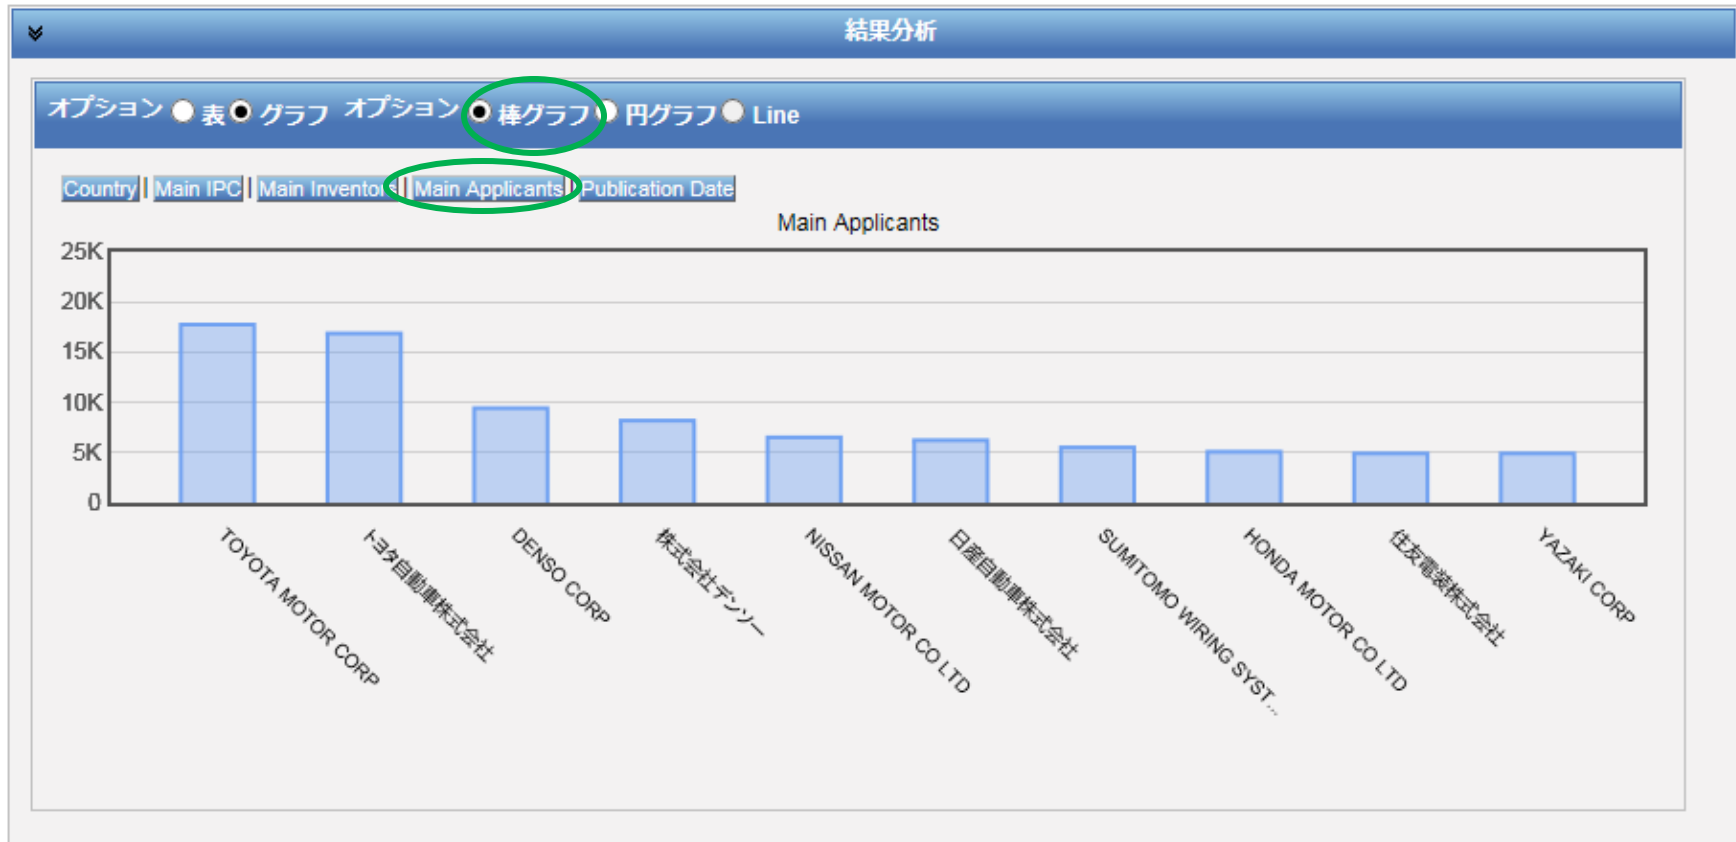 結果分析
オプション 表 グラフ オプション 棒グラフ 円グラフ Line
Country | Main IPC | Main Inventors | Main Applicants | Publication Date
Main Applicants
25K
20K
15K
10K
5K
0
TOYOTA MOTOR CORP
トヨタ自動車株式会社
DENSO CORP
株式会社デンソー
NISSAN MOTOR CO LTD
日産自動車株式会社
SUMITOMO WIRING SYST...
HONDA MOTOR CO LTD
住友電装株式会社
YAZAKI CORP